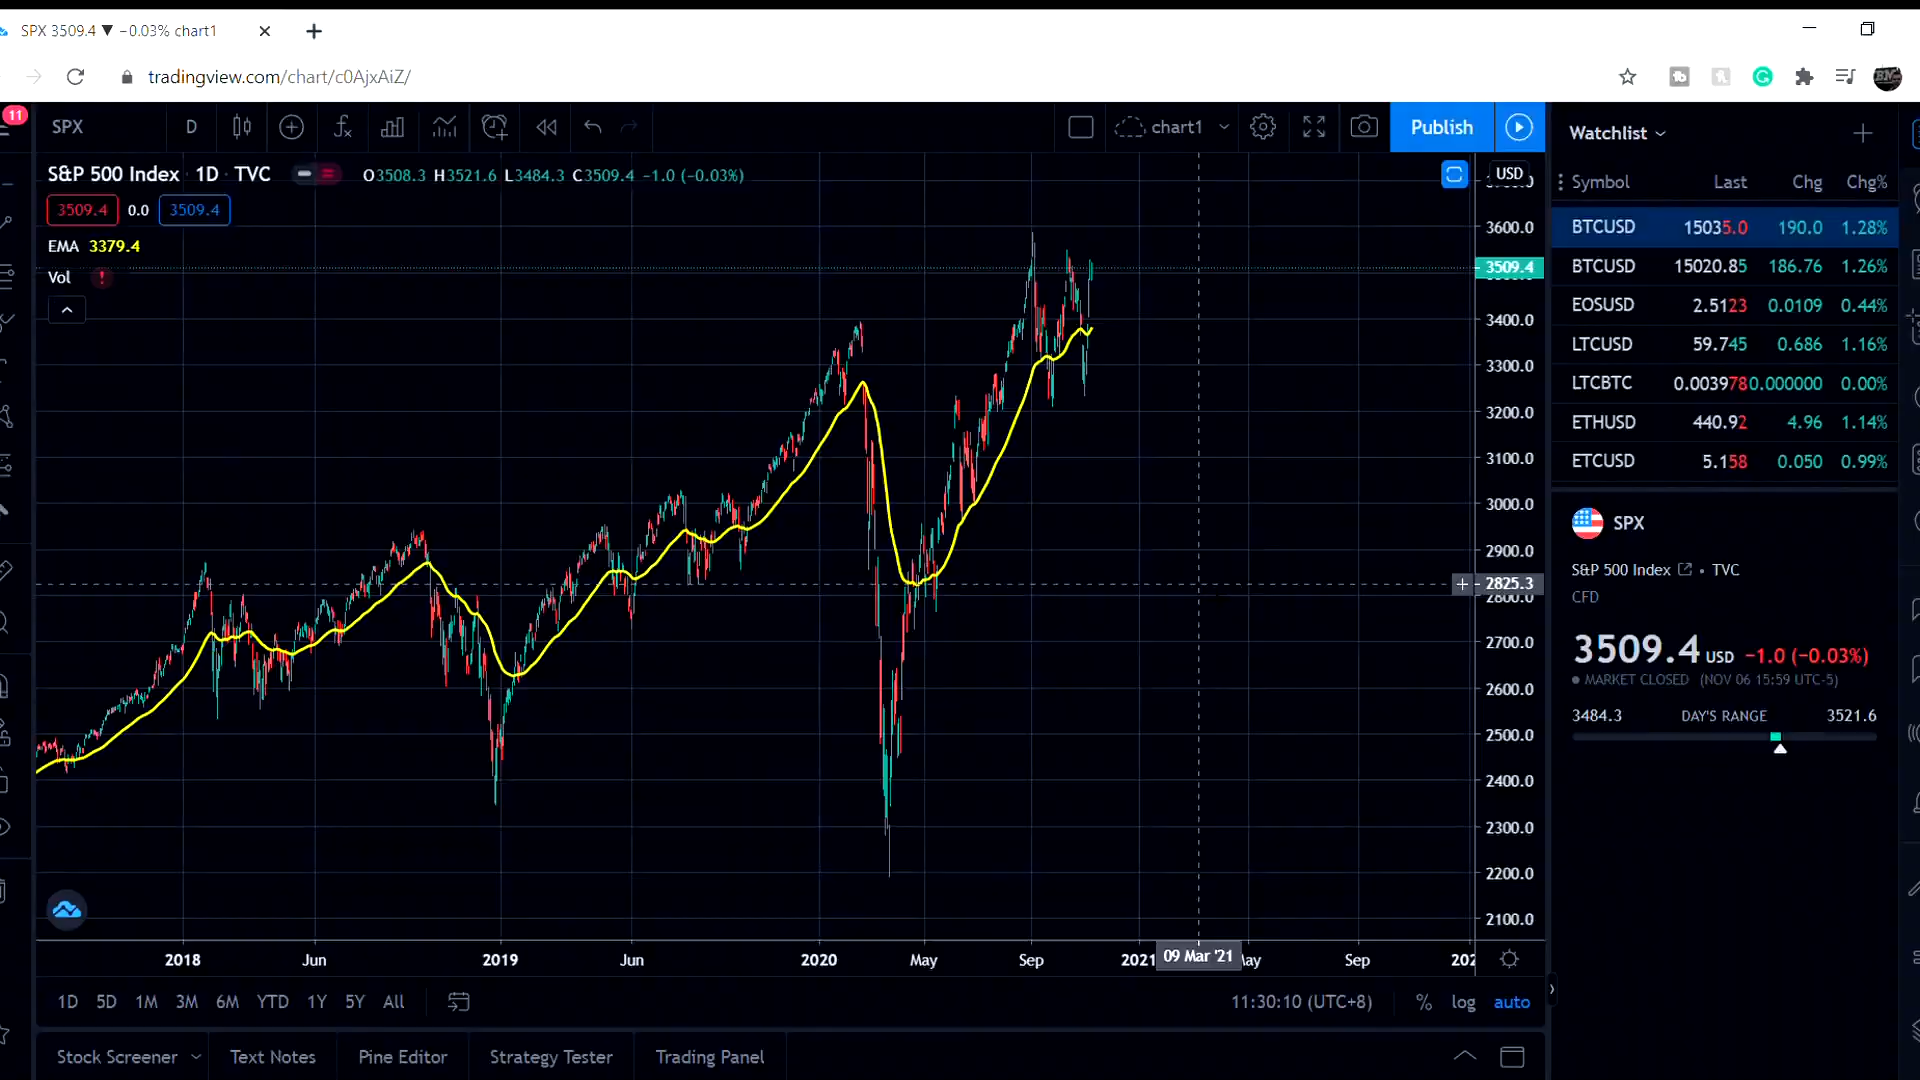 SPX 3509.4 ▼ −0.03% chart1
tradingview.com/chart/c0AjxAiZ/
11
SPX D chart1 Publish
Watchlist
S&P 500 Index 1D TVC O3508.3 H3521.6 L3484.3 C3509.4 −1.0 (−0.03%)
USD
3509.4 0.0 3509.4
EMA 3379.4
Vol !
Symbol Last Chg Chg%
BTCUSD 15035.0 190.0 1.28%
BTCUSD 15020.85 186.76 1.26%
EOSUSD 2.5123 0.0109 0.44%
LTCUSD 59.745 0.686 1.16%
LTCBTC 0.003978 0.000000 0.00%
ETHUSD 440.92 4.96 1.14%
ETCUSD 5.158 0.050 0.99%
SPX
S&P 500 Index • TVC
CFD
3509.4 USD −1.0 (−0.03%)
MARKET CLOSED (NOV 06 15:59 UTC-5)
3484.3 DAY'S RANGE 3521.6
3600.0
3509.4
3400.0
3300.0
3200.0
3100.0
3000.0
2900.0
2825.3
2800.0
2700.0
2600.0
2500.0
2400.0
2300.0
2200.0
2100.0
2018 Jun 2019 Jun 2020 May Sep 2021 09 Mar '21 Sep
1D 5D 1M 3M 6M YTD 1Y 5Y All
11:30:10 (UTC+8) % log auto
Stock Screener Text Notes Pine Editor Strategy Tester Trading Panel